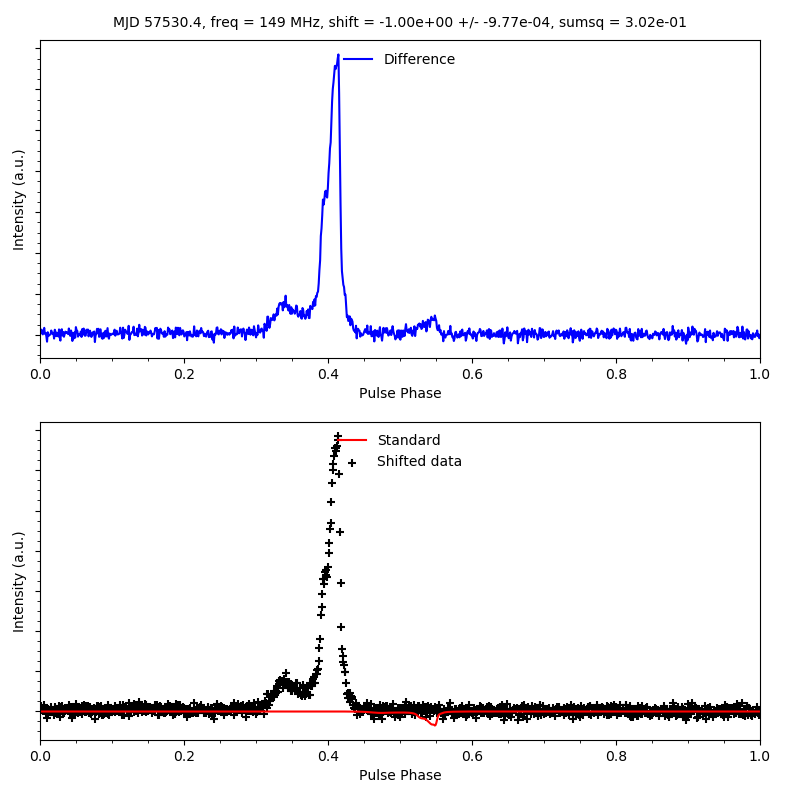 MJD 57530.4, freq = 149 MHz, shift = -1.00e+00 +/- -9.77e-04, sumsq = 3.02e-01
Difference
Intensity (a.u.)
0.0 0.2 0.4 0.6 0.8 1.0
Pulse Phase
Standard
Shifted data
Intensity (a.u.)
0.0 0.2 0.4 0.6 0.8 1.0
Pulse Phase